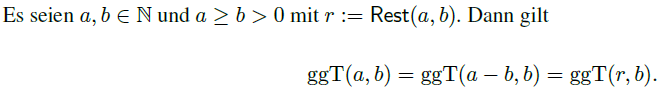 Es seien a, b ∈ ℕ und a ≥ b > 0 mit r := Rest(a, b). Dann gilt
ggT(a, b) = ggT(a − b, b) = ggT(r, b).